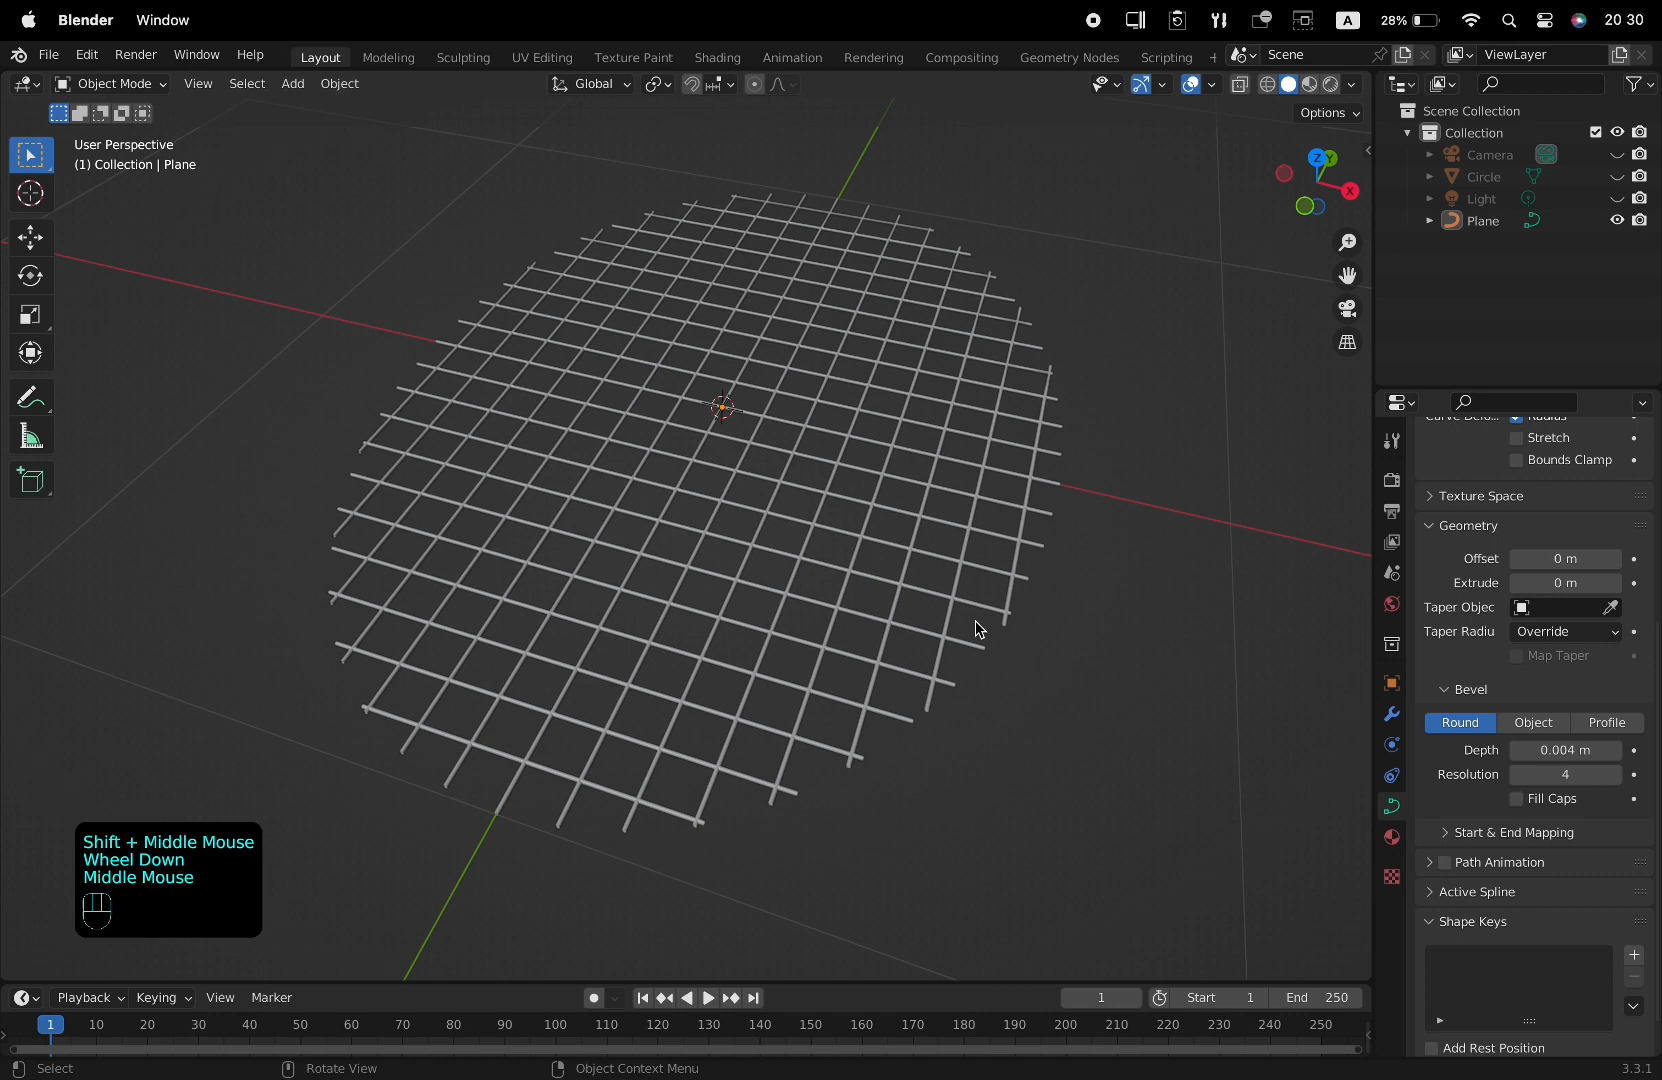 Blender Window A 28% 20 30
File Edit Render Window Help Layout Modeling Sculpting UV Editing Texture Paint Shading Animation Rendering Compositing Geometry Nodes Scripting + Scene ViewLayer
Object Mode View Select Add Object Global
Options
User Perspective
(1) Collection | Plane
Z Y
X
Scene Collection
Collection
Camera
Circle
Light
Plane
Stretch
Bounds Clamp
Texture Space
Geometry
Offset 0 m
Extrude 0 m
Taper Objec
Taper Radiu Override
Map Taper
Bevel
Round Object Profile
Depth 0.004 m
Resolution 4
Fill Caps
Start & End Mapping
Path Animation
Active Spline
Shape Keys
Add Rest Position
Shift + Middle Mouse
Wheel Down
Middle Mouse
Playback Keying View Marker 1 Start 1 End 250
1 10 20 30 40 50 60 70 80 90 100 110 120 130 140 150 160 170 180 190 200 210 220 230 240 250
Select Rotate View Object Context Menu 3.3.1